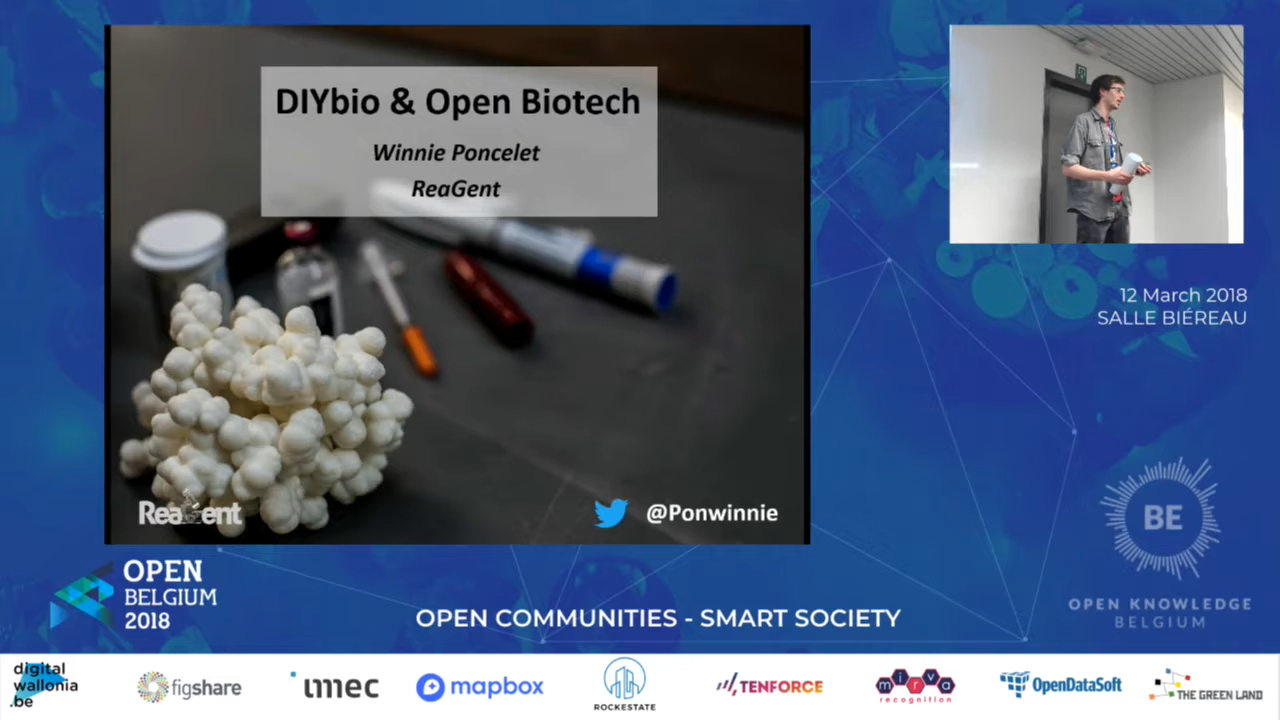 DIYbio & Open Biotech
Winnie Poncelet
ReaGent
ReaGent
@Ponwinnie
12 March 2018
SALLE BIÉREAU
BE
OPEN KNOWLEDGE
BELGIUM
OPEN
BELGIUM
2018
OPEN COMMUNITIES - SMART SOCIETY
digital
wallonia
.be
figshare
imec
mapbox
ROCKESTATE
TENFORCE
mirva
recognition
OpenDataSoft
THE GREEN LAND